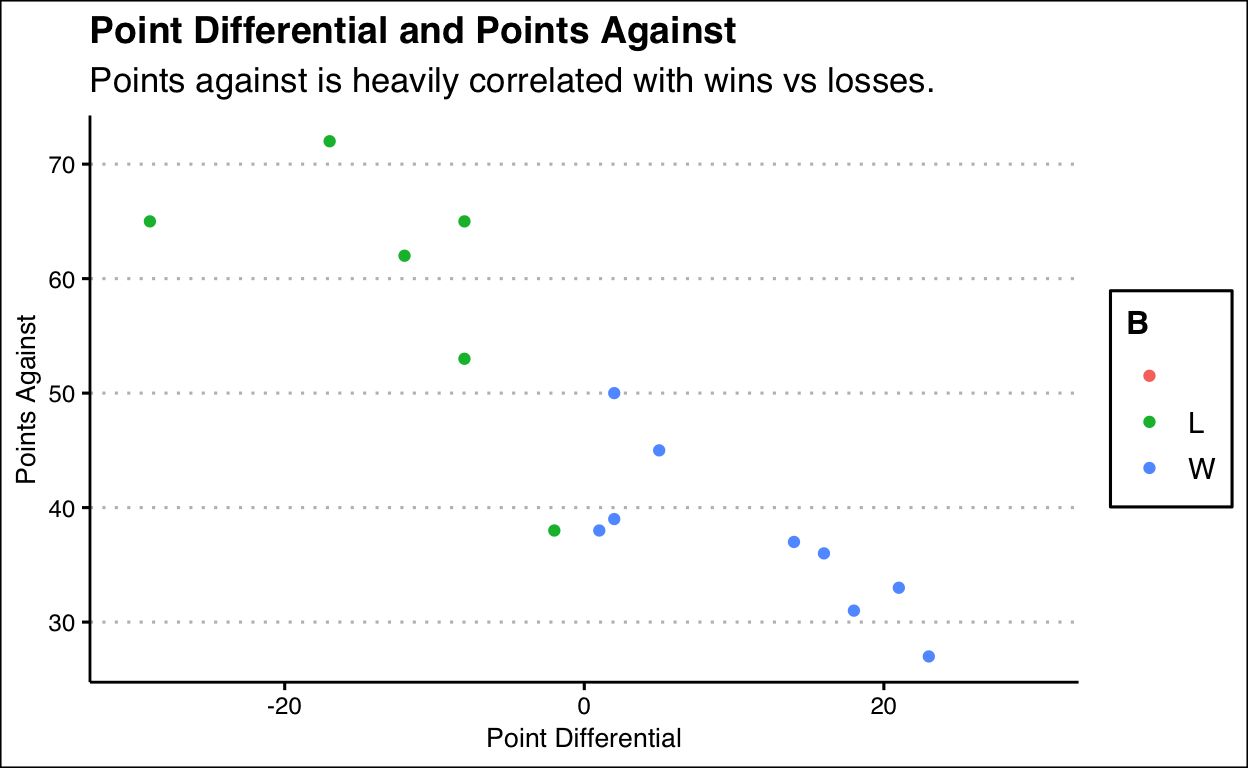 Point Differential and Points Against
Points against is heavily correlated with wins vs losses.
70
60
50
40
30
Points Against
-20
0
20
Point Differential
B
L
W